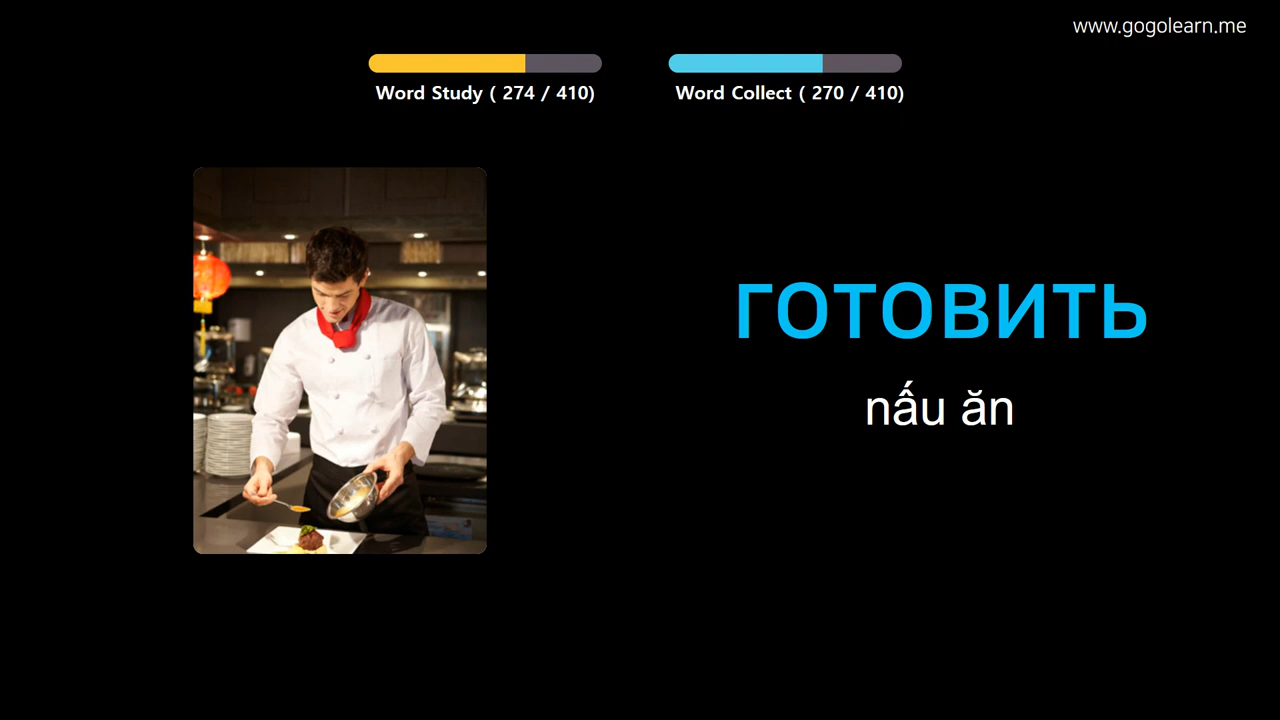 www.gogolearn.me
Word Study ( 274 / 410)
Word Collect ( 270 / 410)
готовить
nấu ăn